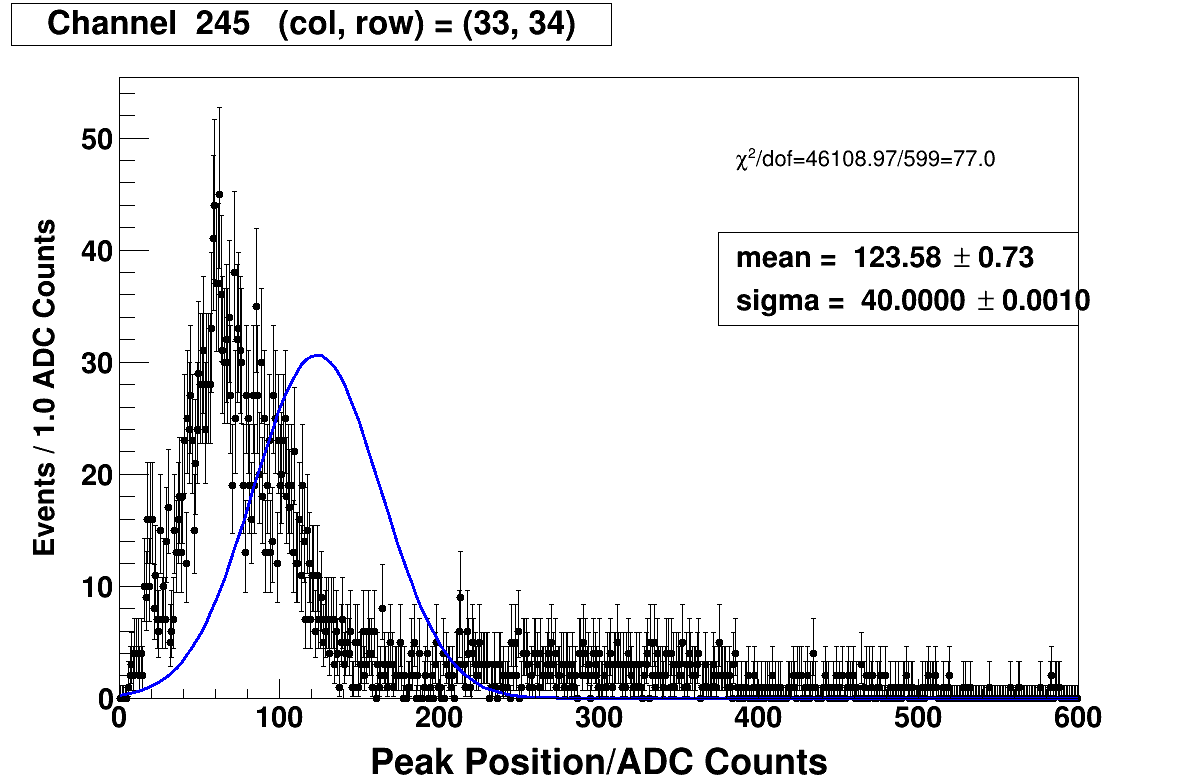 Channel  245   (col, row) = (33, 34)
χ²/dof=46108.97/599=77.0
mean =  123.58 ± 0.73
sigma =  40.0000 ± 0.0010
Events / 1.0 ADC Counts
50
40
30
20
10
0
0 100 200 300 400 500 600
Peak Position/ADC Counts